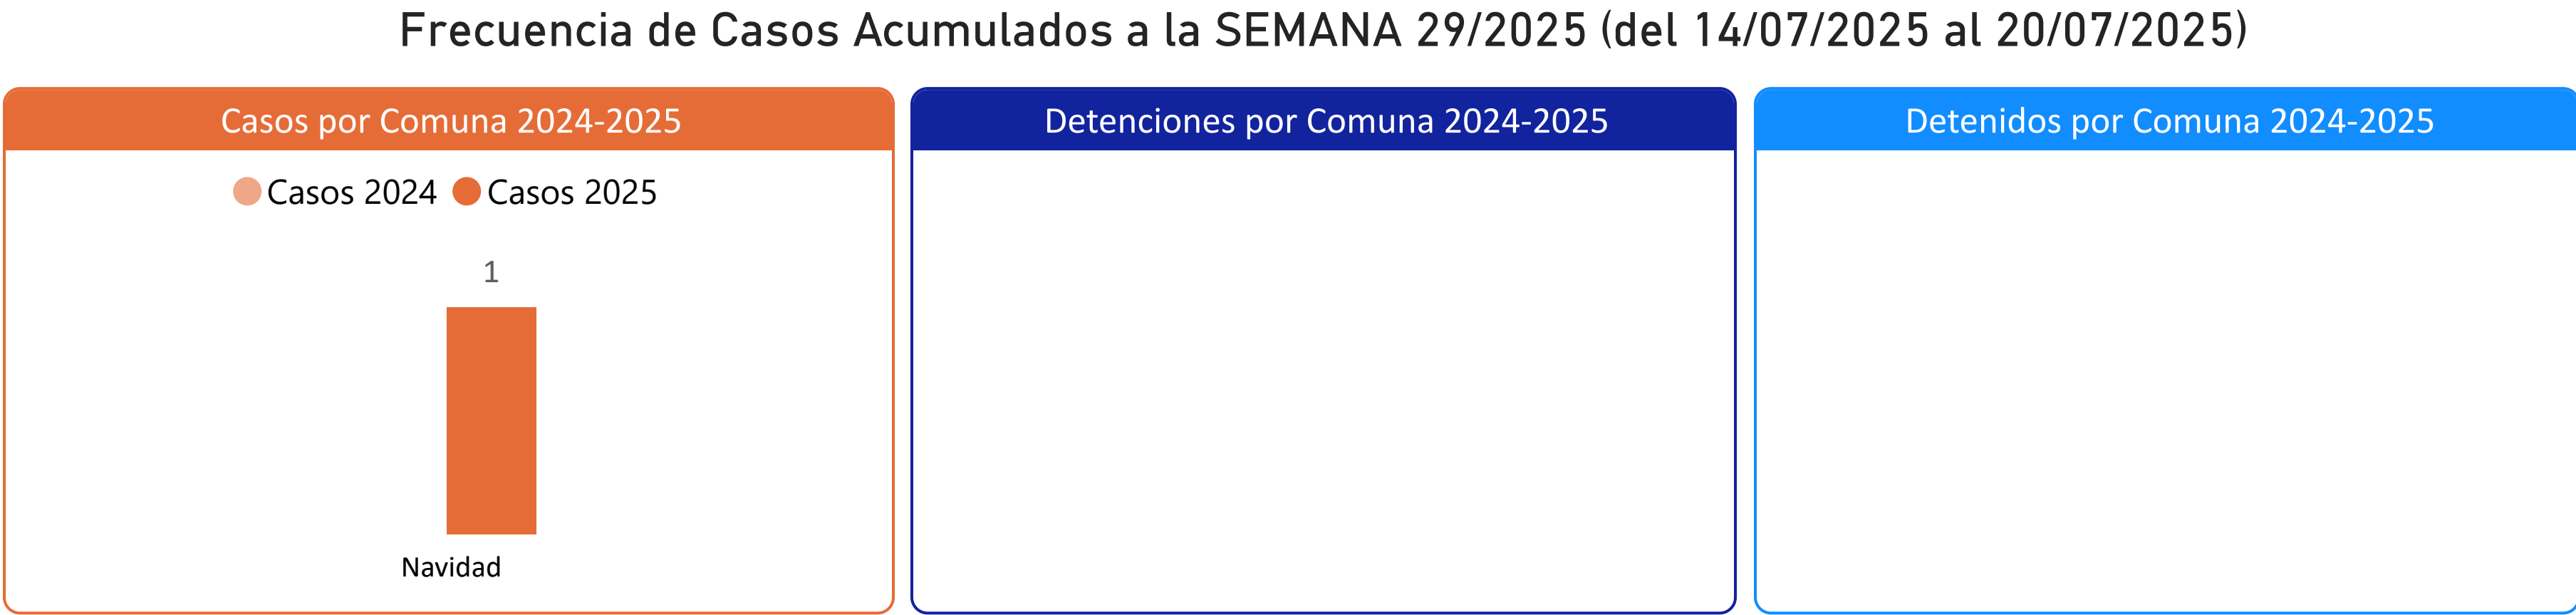 Frecuencia de Casos Acumulados a la SEMANA 29/2025 (del 14/07/2025 al 20/07/2025)
Casos por Comuna 2024-2025
Casos 2024 Casos 2025
1
Navidad
Detenciones por Comuna 2024-2025
Detenidos por Comuna 2024-2025